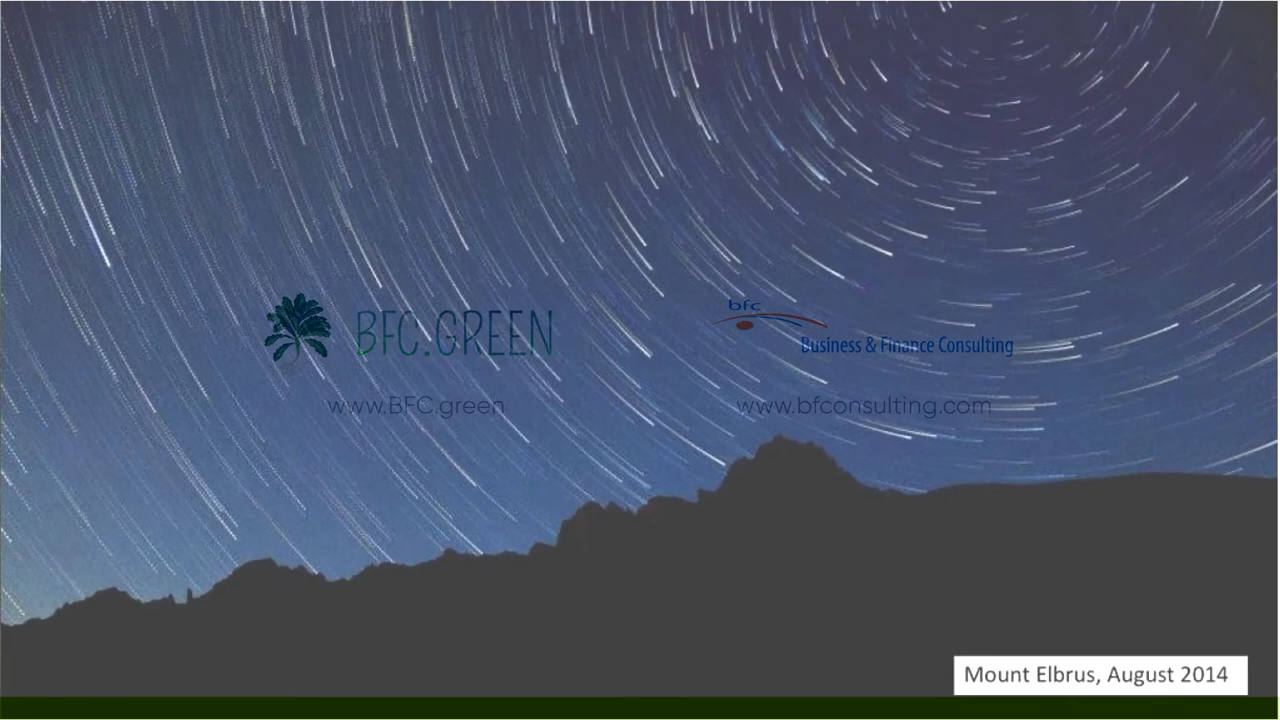 BFC.GREEN
www.BFC.green
bfc
Business & Finance Consulting
www.bfconsulting.com
Mount Elbrus, August 2014